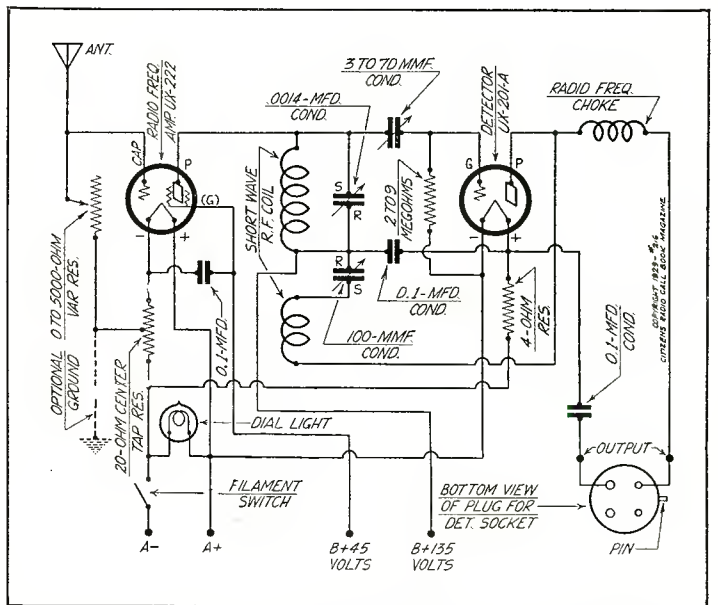 ANT.
RADIO FREQ.
AMP. UX-222
CAP
P
(G)
-
+
.0014-MFD.
COND.
3 TO 70 MMF.
COND.
DETECTOR
UX-201-A
RADIO FREQ.
CHOKE
G
P
-
+
SHORT WAVE
R.F. COIL
S
R
R
S
2 TO 9
MEGOHMS
0.1-MFD.
COND.
100-MMF.
COND.
4-OHM
RES.
0 TO 5000-OHM
VAR RES.
OPTIONAL
GROUND
20-OHM CENTER
TAP RES.
0.1-MFD.
DIAL LIGHT
FILAMENT
SWITCH
A-
A+
B+45
VOLTS
B+135
VOLTS
0.1-MFD.
COND.
COPYRIGHT 1929-#316
CITIZENS RADIO CALL BOOK MAGAZINE
OUTPUT
BOTTOM VIEW
OF PLUG FOR
DET. SOCKET
PIN